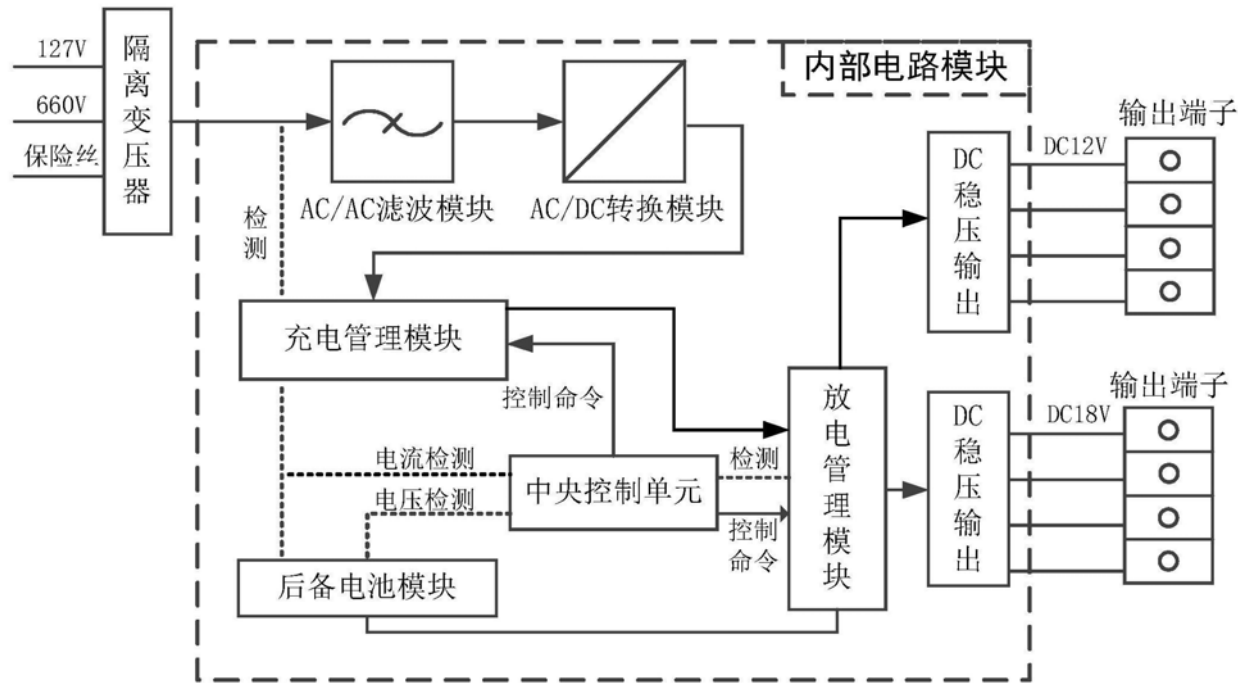 127V
660V
保险丝
隔离变压器
内部电路模块
AC/AC滤波模块
AC/DC转换模块
检测
DC稳压输出
DC12V
输出端子
充电管理模块
控制命令
放电管理模块
电流检测
电压检测
中央控制单元
检测
控制
命令
后备电池模块
DC稳压输出
DC18V
输出端子